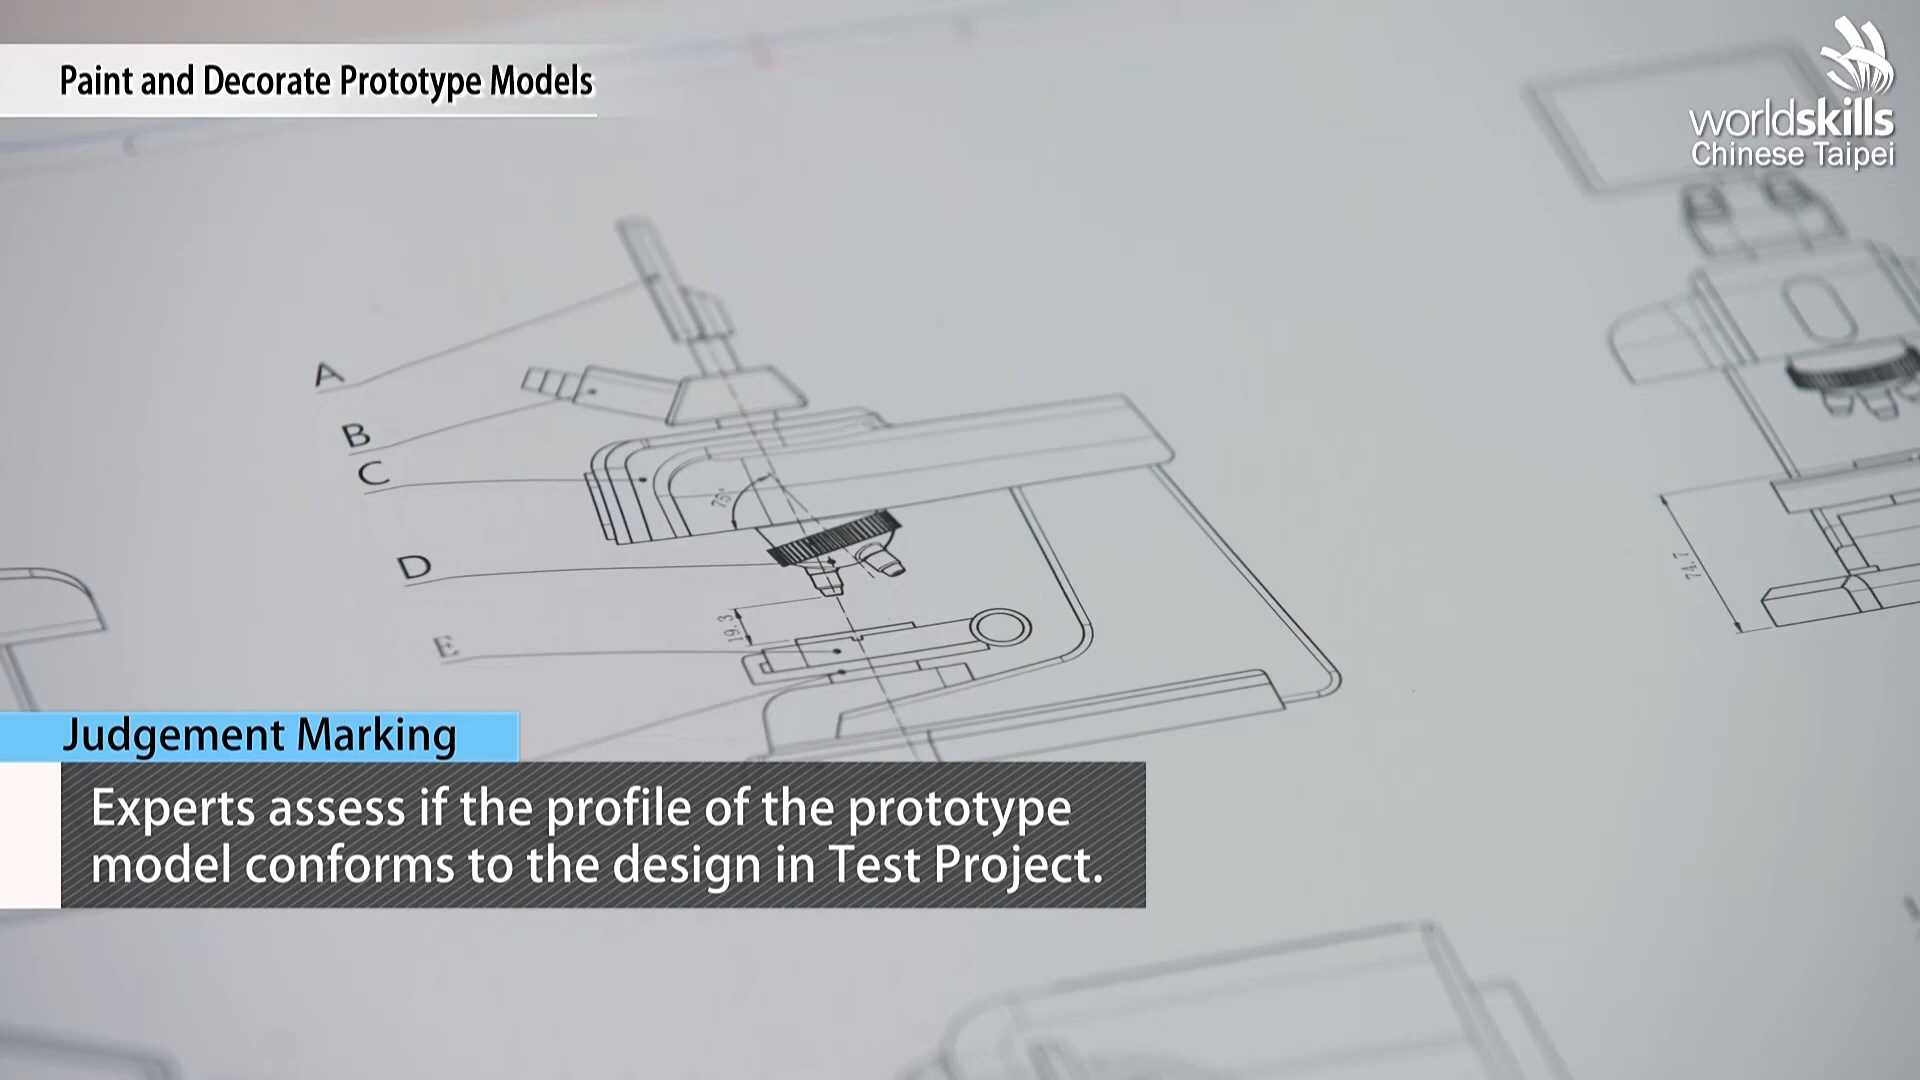 Paint and Decorate Prototype Models
worldskills
Chinese Taipei
A
B
C
75°
D
19.3
E
74.7
Judgement Marking
Experts assess if the profile of the prototype
model conforms to the design in Test Project.